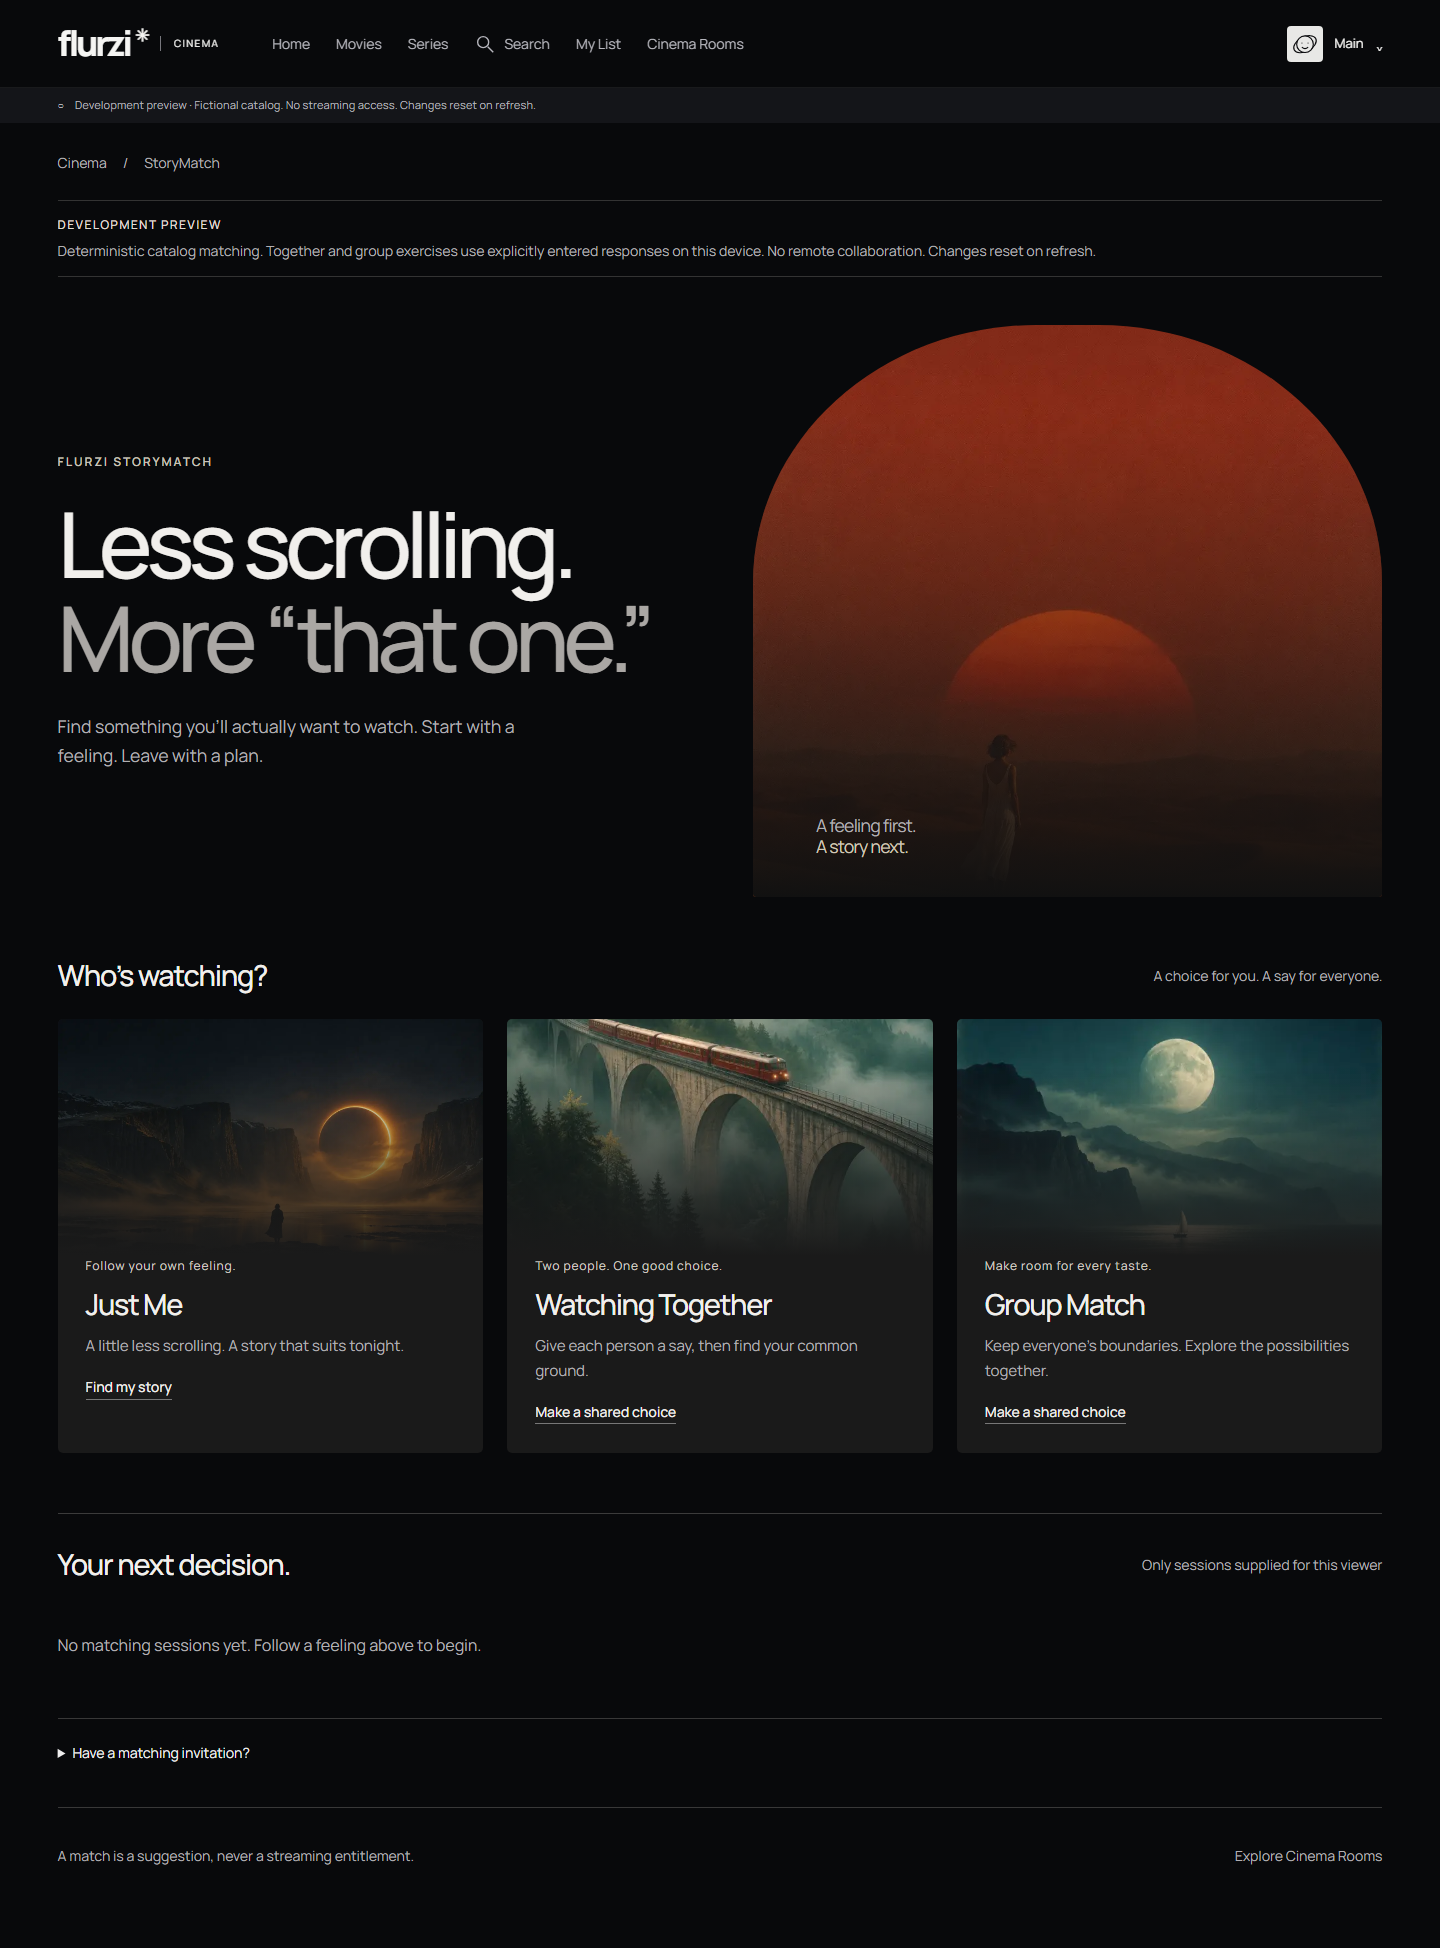 flurzi* | CINEMA
Home
Movies
Series
Search
My List
Cinema Rooms
Main
Development preview · Fictional catalog. No streaming access. Changes reset on refresh.
Cinema / StoryMatch
DEVELOPMENT PREVIEW
Deterministic catalog matching. Together and group exercises use explicitly entered responses on this device. No remote collaboration. Changes reset on refresh.
FLURZI STORYMATCH
Less scrolling.
More “that one.”
Find something you’ll actually want to watch. Start with a
feeling. Leave with a plan.
A feeling first.
A story next.
Who’s watching?
A choice for you. A say for everyone.
Follow your own feeling.
Just Me
A little less scrolling. A story that suits tonight.
Find my story
Two people. One good choice.
Watching Together
Give each person a say, then find your common
ground.
Make a shared choice
Make room for every taste.
Group Match
Keep everyone’s boundaries. Explore the possibilities
together.
Make a shared choice
Your next decision.
Only sessions supplied for this viewer
No matching sessions yet. Follow a feeling above to begin.
Have a matching invitation?
A match is a suggestion, never a streaming entitlement.
Explore Cinema Rooms